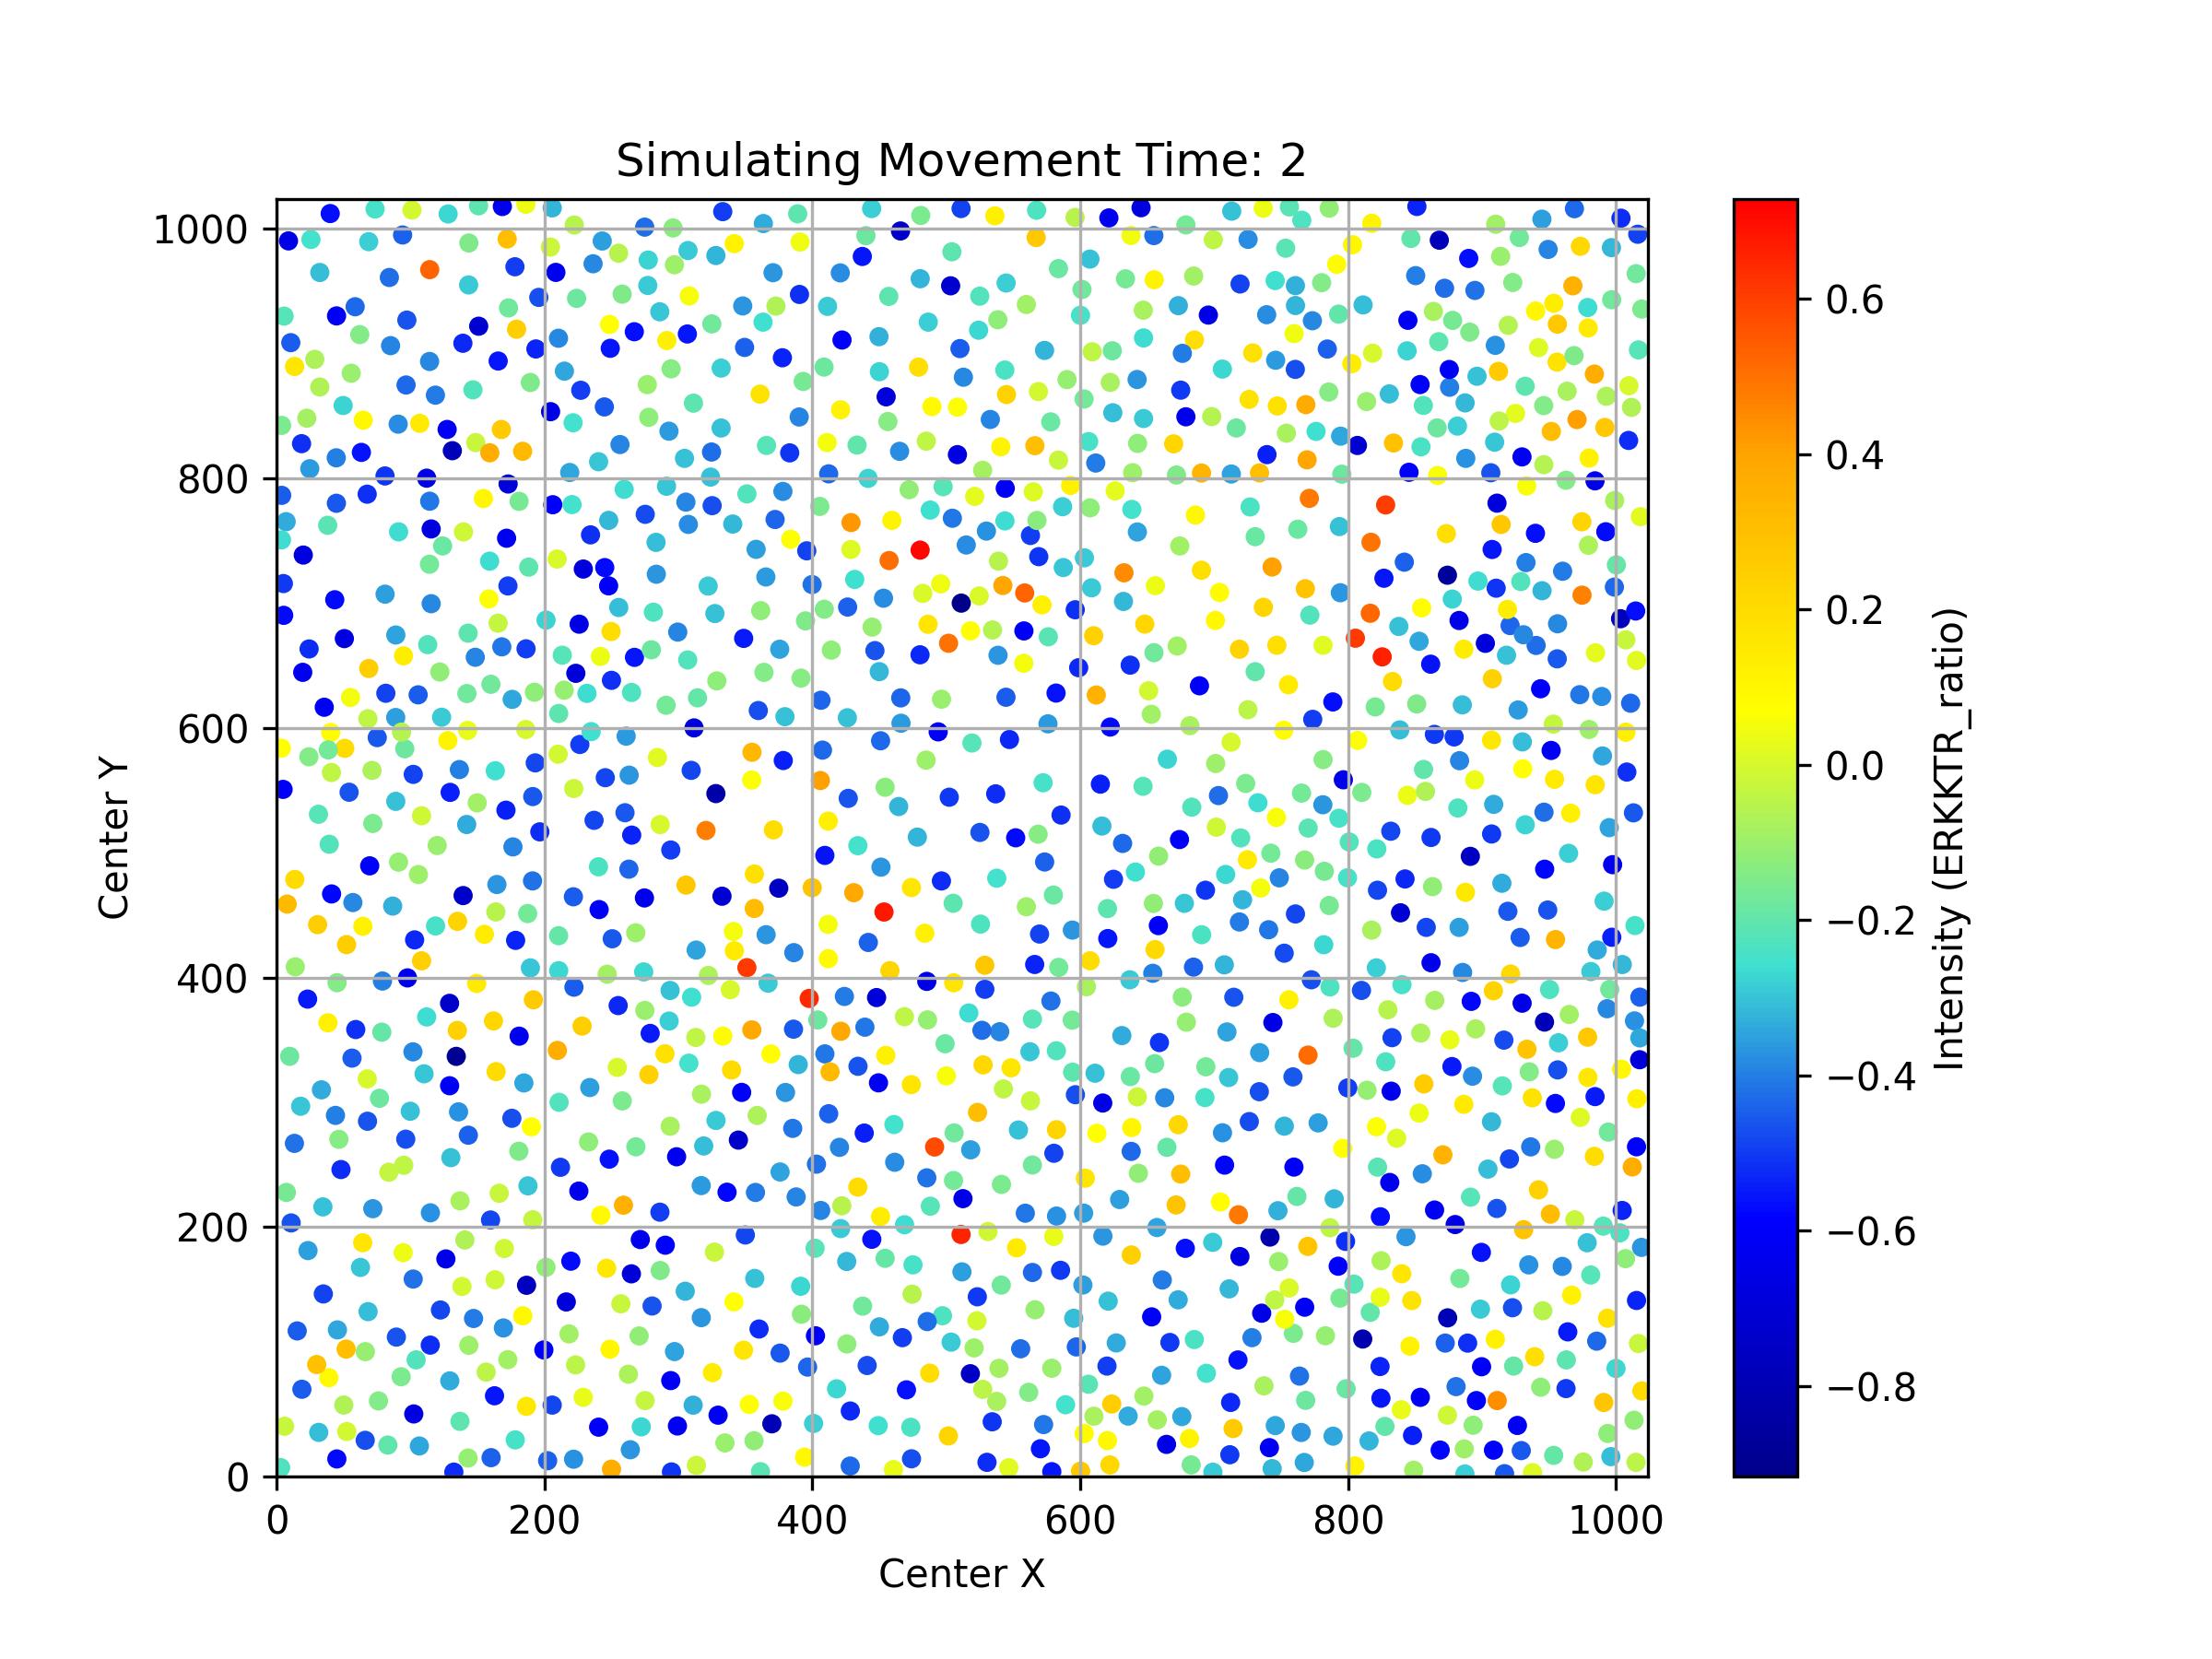 Simulating Movement Time: 2
1000
800
600
400
200
0
Center Y
0 200 400 600 800 1000
Center X
0.6
0.4
0.2
0.0
−0.2
−0.4
−0.6
−0.8
Intensity (ERKKTR_ratio)